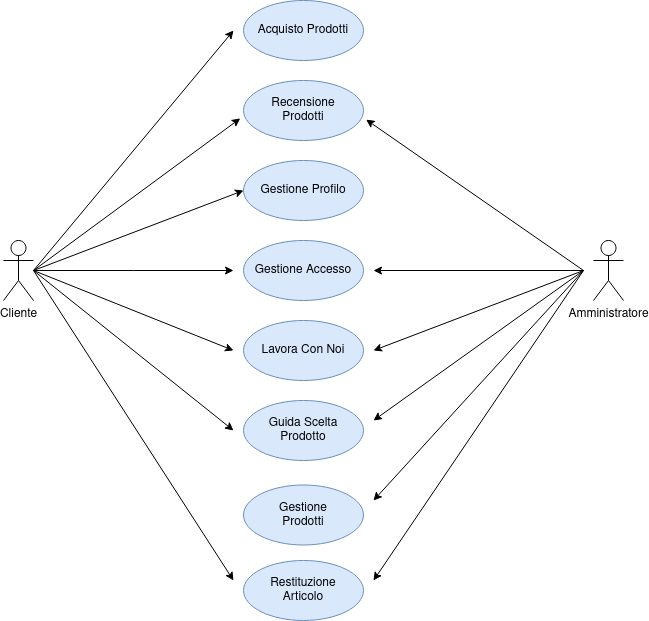 Acquisto Prodotti
Recensione
Prodotti
Gestione Profilo
Gestione Accesso
Cliente
Amministratore
Lavora Con Noi
Guida Scelta
Prodotto
Gestione
Prodotti
Restituzione
Articolo